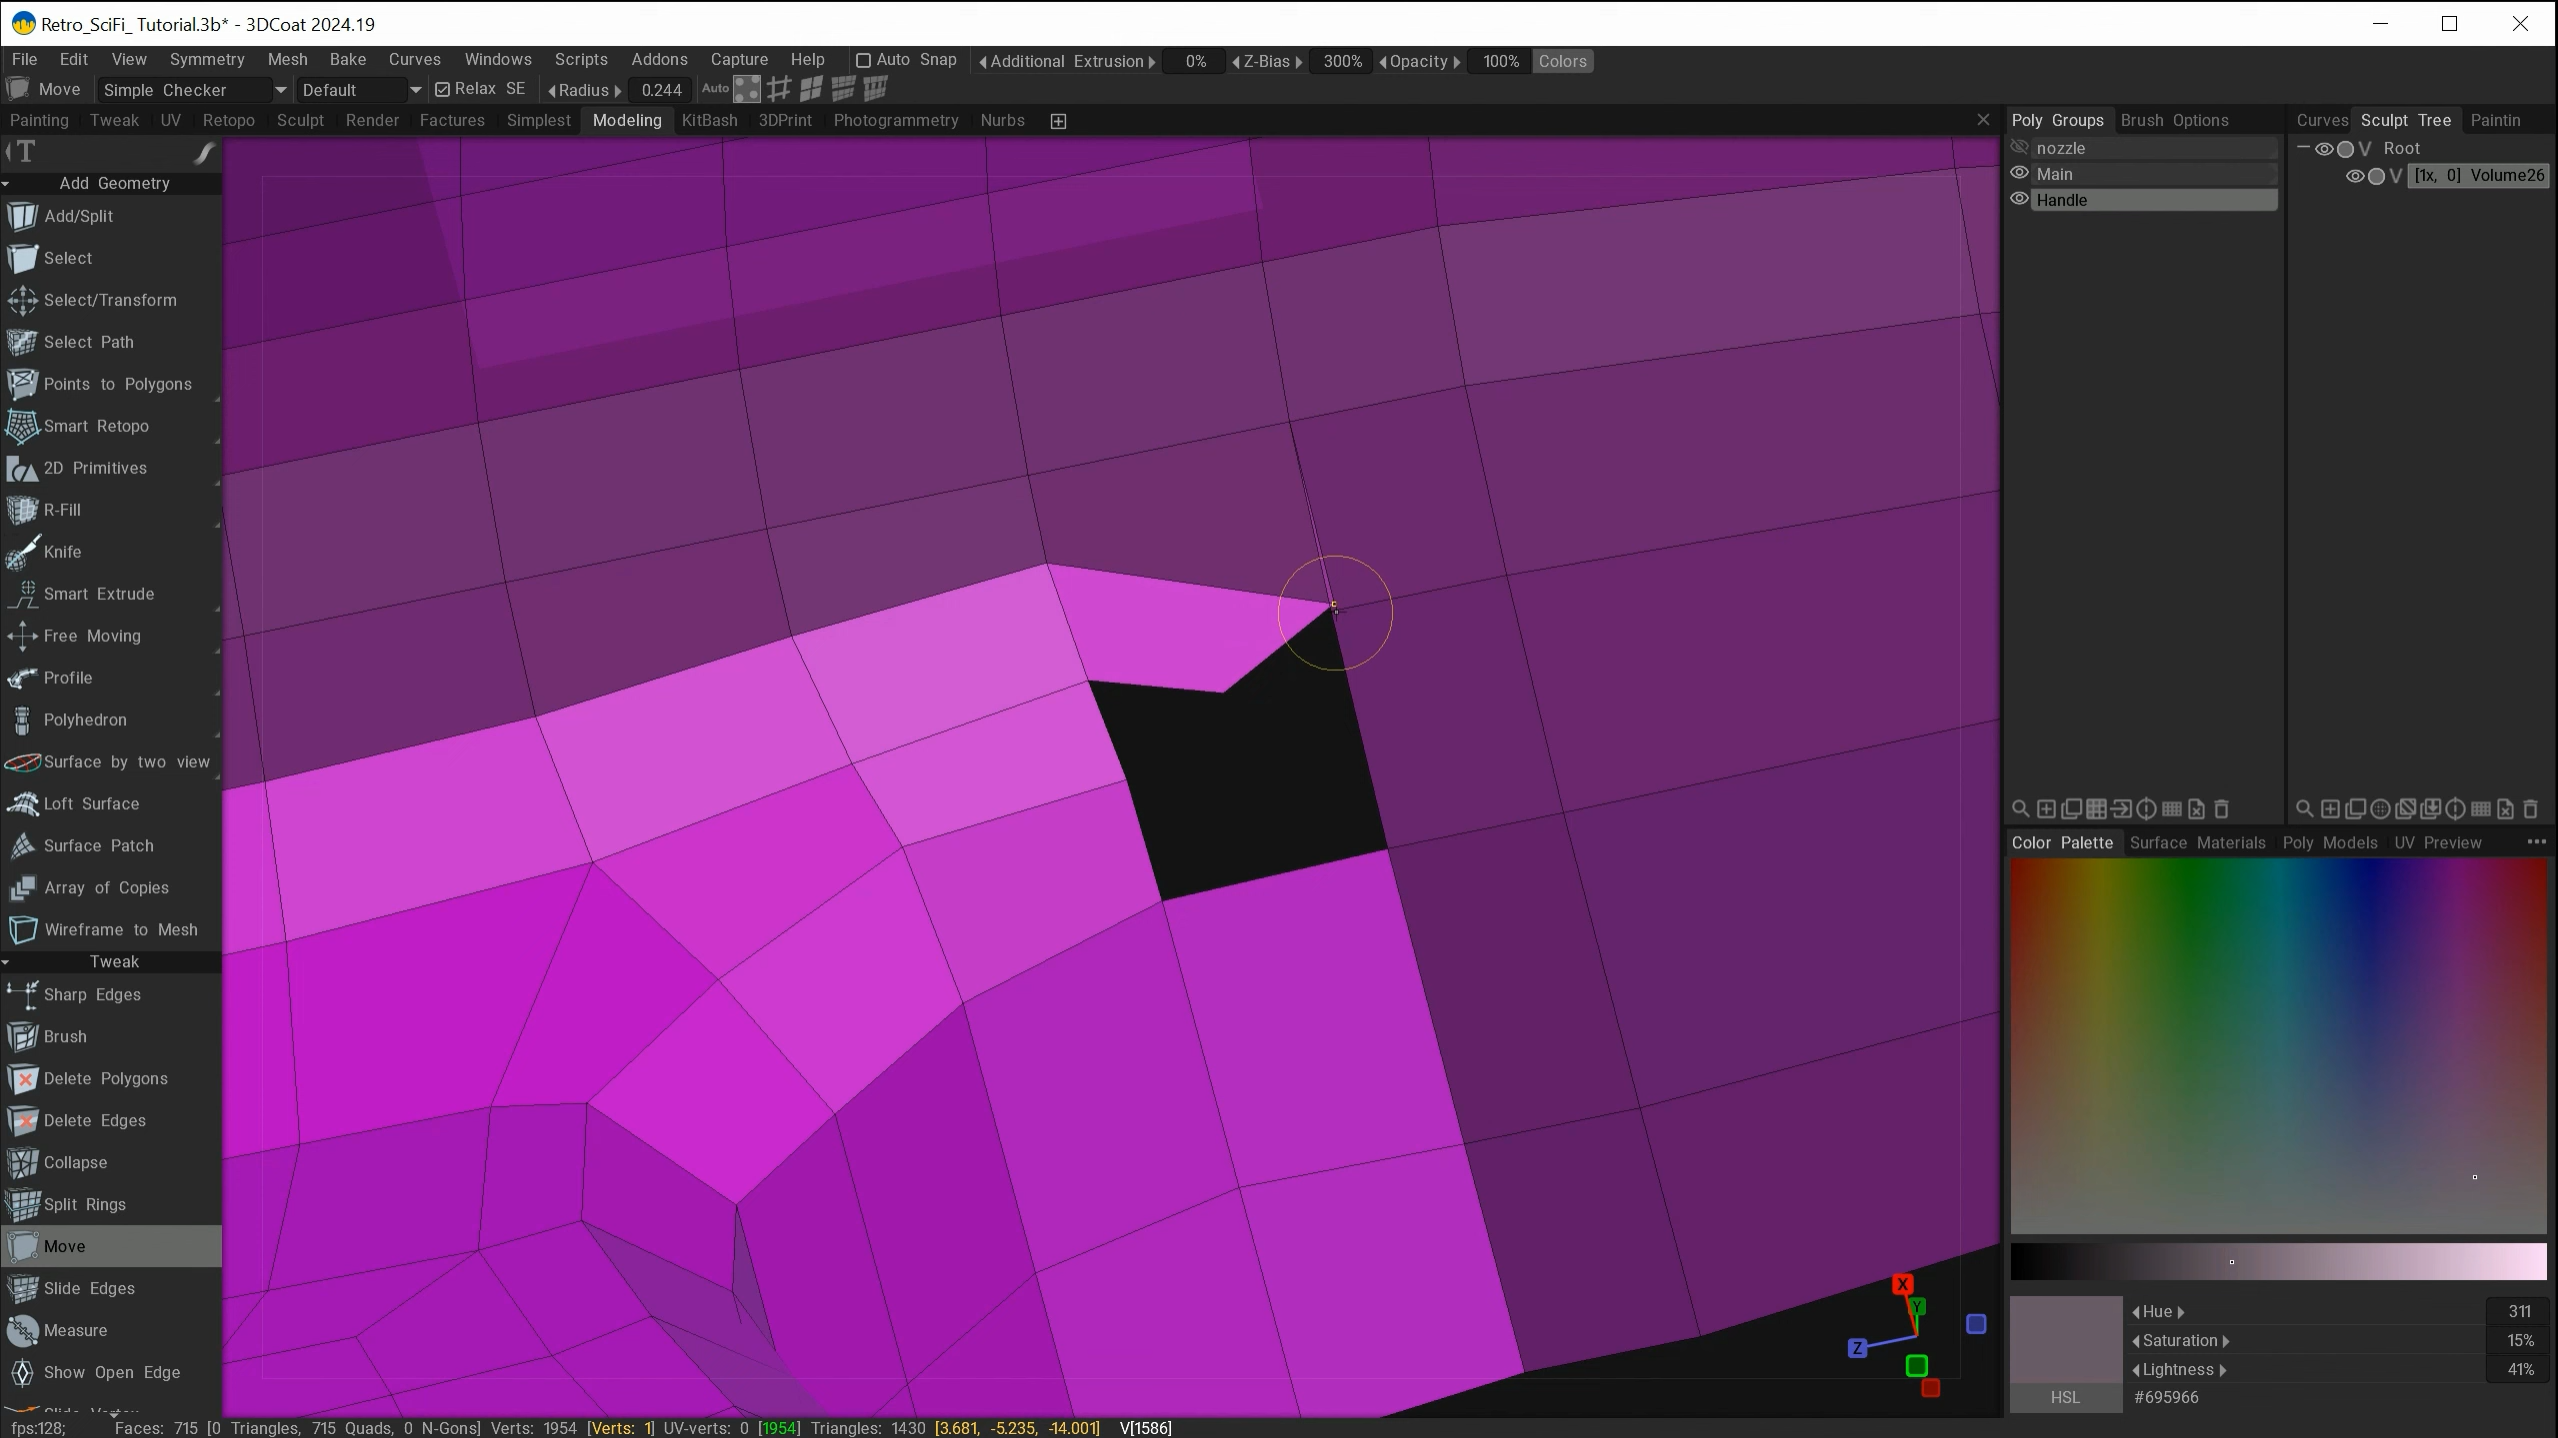 Retro_SciFi_ Tutorial.3b* - 3DCoat 2024.19
File Edit View Symmetry Mesh Bake Curves Windows Scripts Addons Capture Help Auto Snap Additional Extrusion 0% Z-Bias 300% Opacity 100% Colors
Move Simple Checker Default Relax SE Radius 0.244 Auto
Painting Tweak UV Retopo Sculpt Render Factures Simplest Modeling KitBash 3DPrint Photogrammetry Nurbs
T
Add Geometry
Add/Split
Select
Select/Transform
Select Path
Points to Polygons
Smart Retopo
2D Primitives
R-Fill
Knife
Smart Extrude
Free Moving
Profile
Polyhedron
Surface by two view
Loft Surface
Surface Patch
Array of Copies
Wireframe to Mesh
Tweak
Sharp Edges
Brush
Delete Polygons
Delete Edges
Collapse
Split Rings
Move
Slide Edges
Measure
Show Open Edge
X
Y
Z
Poly Groups Brush Options
nozzle
Main
Handle
Curves Sculpt Tree Paintin
V Root
V [1x, 0] Volume26
Color Palette Surface Materials Poly Models UV Preview
Hue 311
Saturation 15%
Lightness 41%
HSL #695966
fps:128; Faces: 715 [0 Triangles, 715 Quads, 0 N-Gons] Verts: 1954 [Verts: 1] UV-verts: 0 [1954] Triangles: 1430 [3.681, -5.235, -14.001] V[1586]